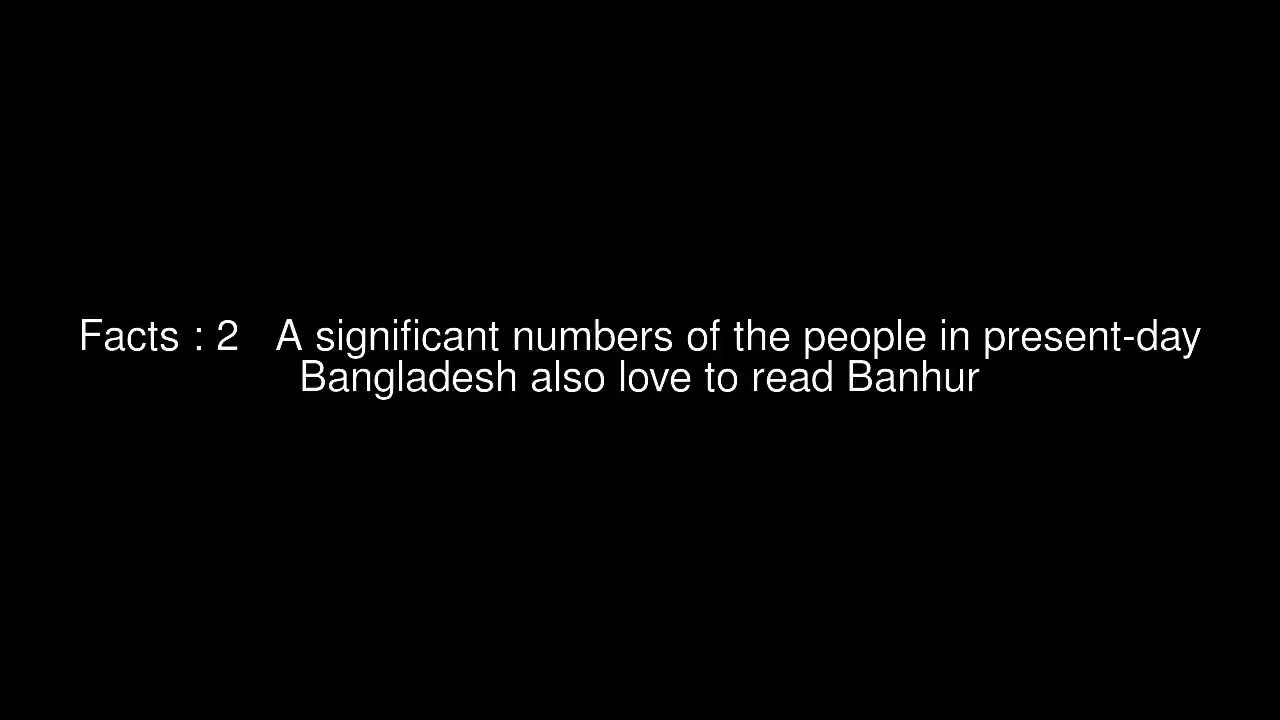 Facts : 2   A significant numbers of the people in present-day
Bangladesh also love to read Banhur